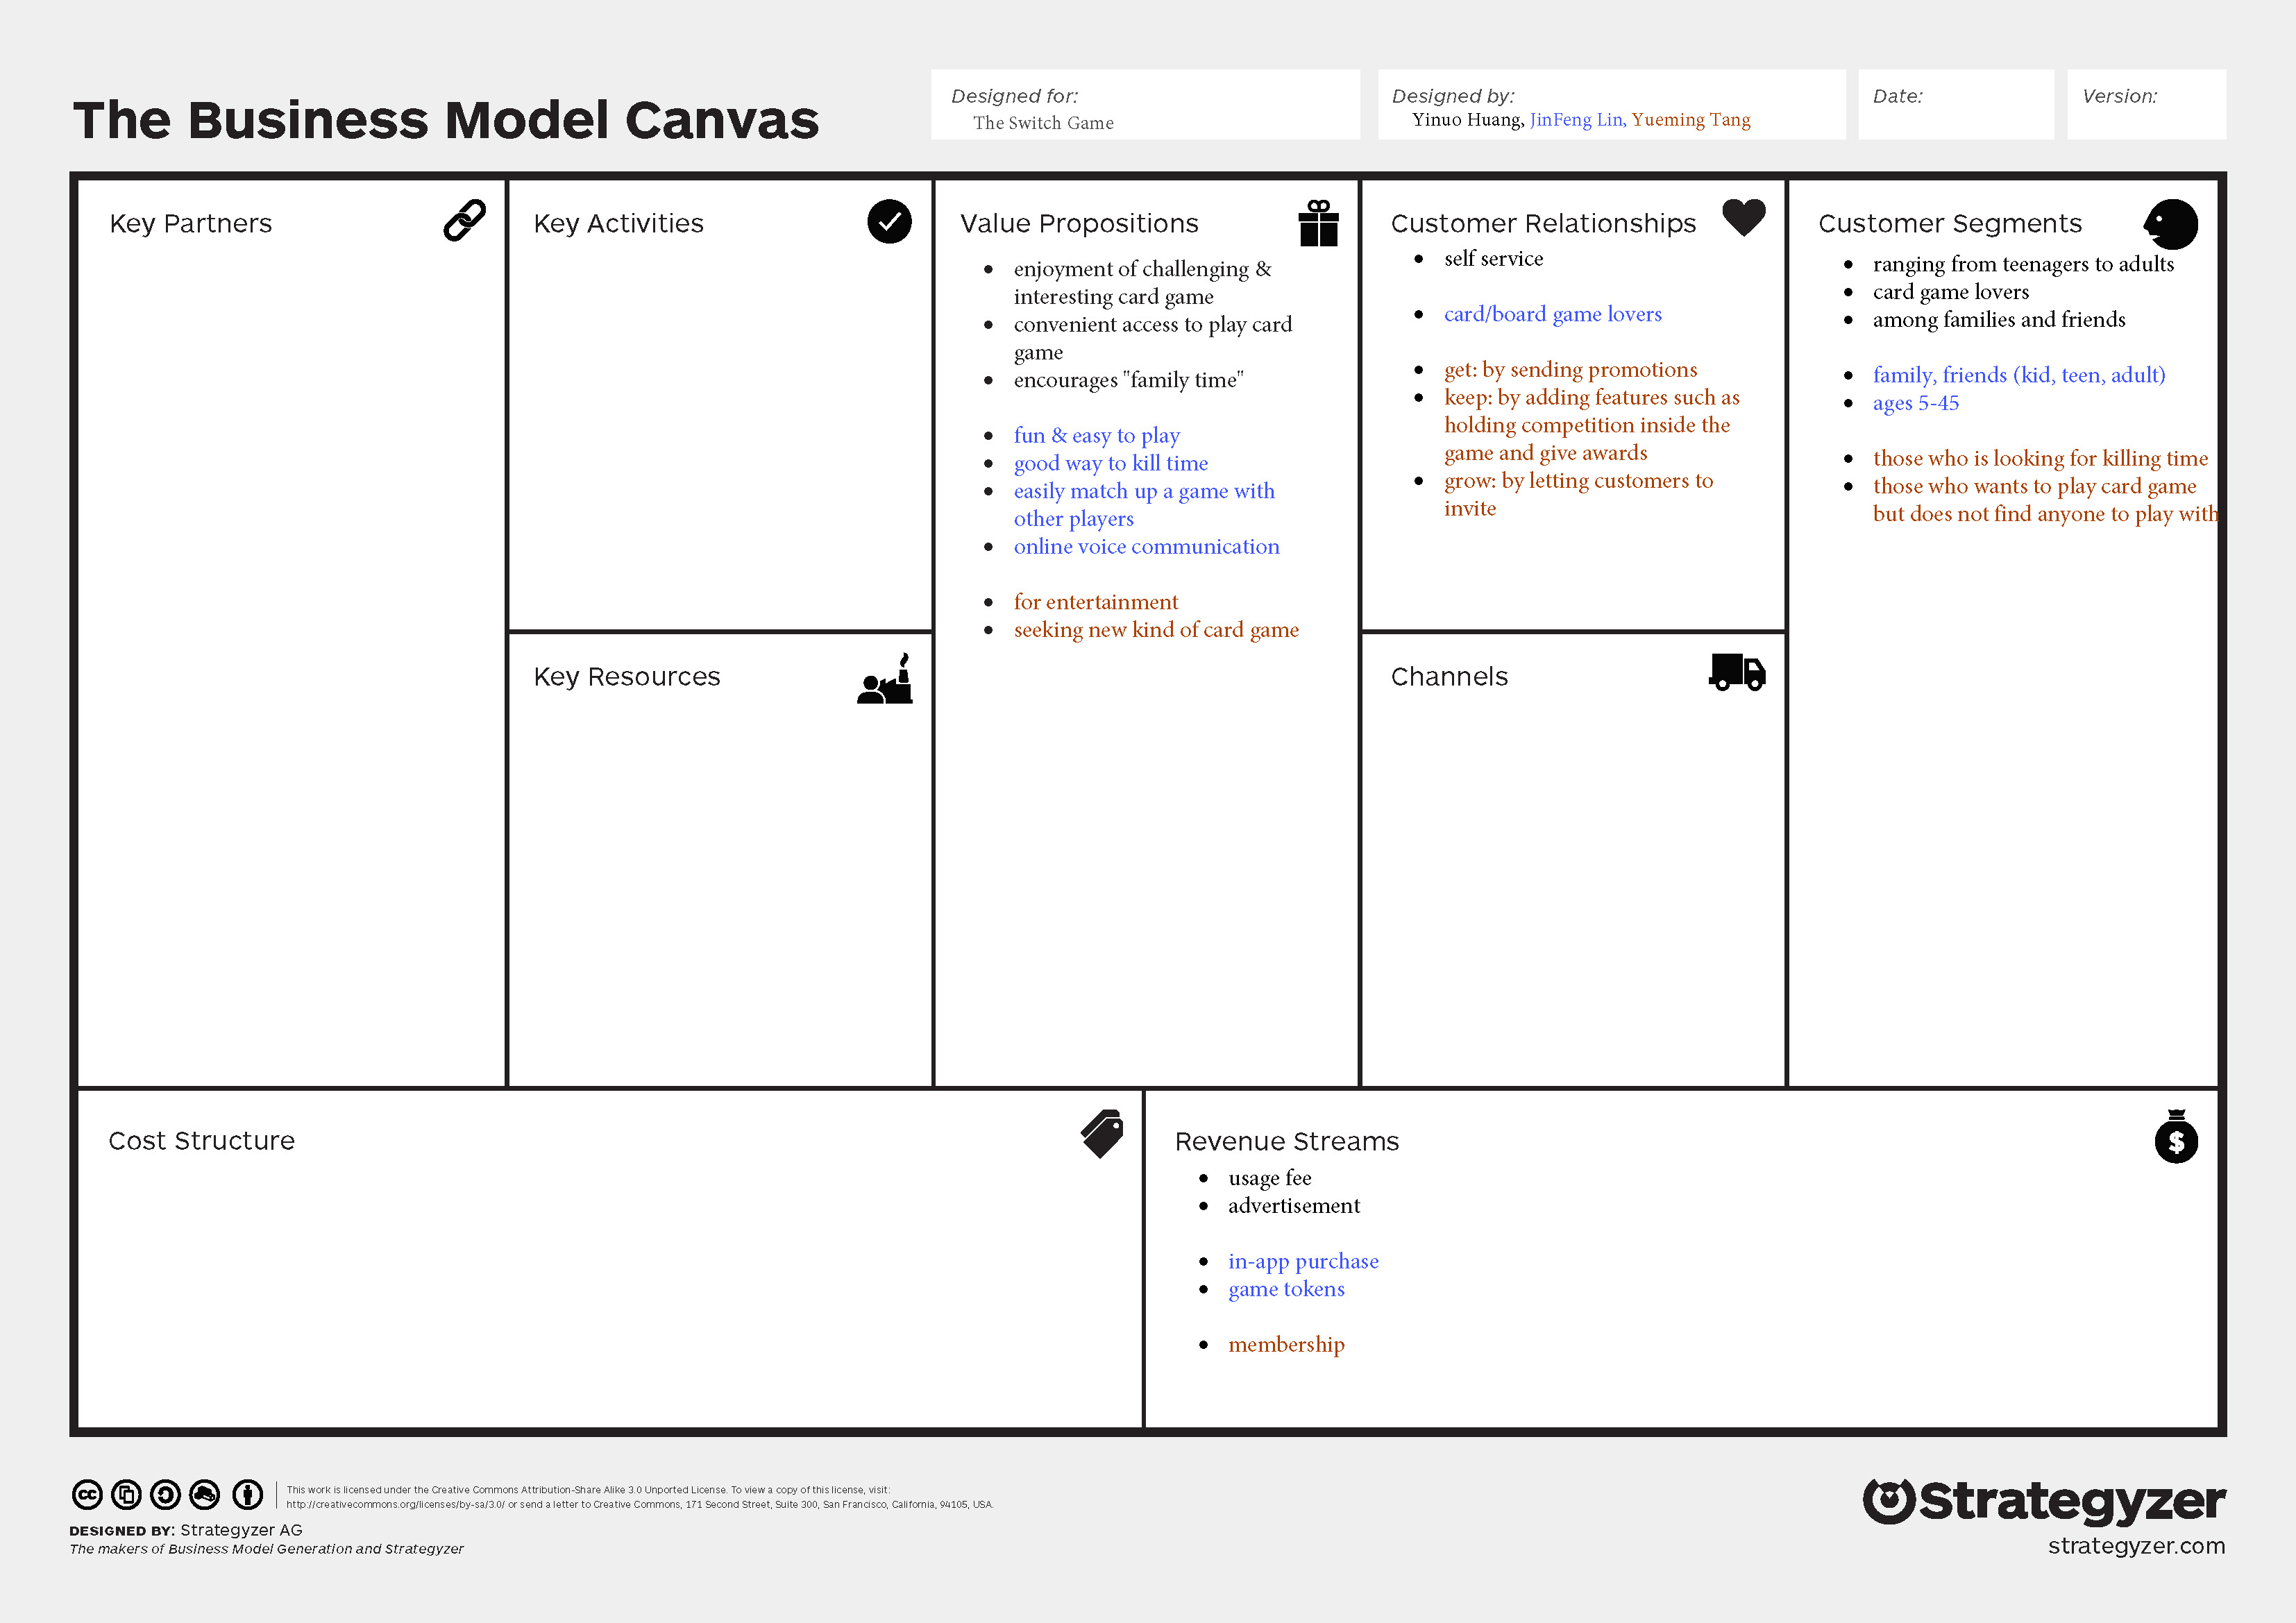 The Business Model Canvas
Designed for:
The Switch Game
Designed by:
Yinuo Huang, JinFeng Lin, Yueming Tang
Date:
Version:
Key Partners
Key Activities
Key Resources
Value Propositions
• enjoyment of challenging &
interesting card game
• convenient access to play card
game
• encourages "family time"
• fun & easy to play
• good way to kill time
• easily match up a game with
other players
• online voice communication
• for entertainment
• seeking new kind of card game
Customer Relationships
• self service
• card/board game lovers
• get: by sending promotions
• keep: by adding features such as
holding competition inside the
game and give awards
• grow: by letting customers to
invite
Channels
Customer Segments
• ranging from teenagers to adults
• card game lovers
• among families and friends
• family, friends (kid, teen, adult)
• ages 5-45
• those who is looking for killing time
• those who wants to play card game
but does not find anyone to play with
Cost Structure
Revenue Streams
• usage fee
• advertisement
• in-app purchase
• game tokens
• membership
$
cc
This work is licensed under the Creative Commons Attribution-Share Alike 3.0 Unported License. To view a copy of this license, visit:
http://creativecommons.org/licenses/by-sa/3.0/ or send a letter to Creative Commons, 171 Second Street, Suite 300, San Francisco, California, 94105, USA.
DESIGNED BY: Strategyzer AG
The makers of Business Model Generation and Strategyzer
Strategyzer
strategyzer.com